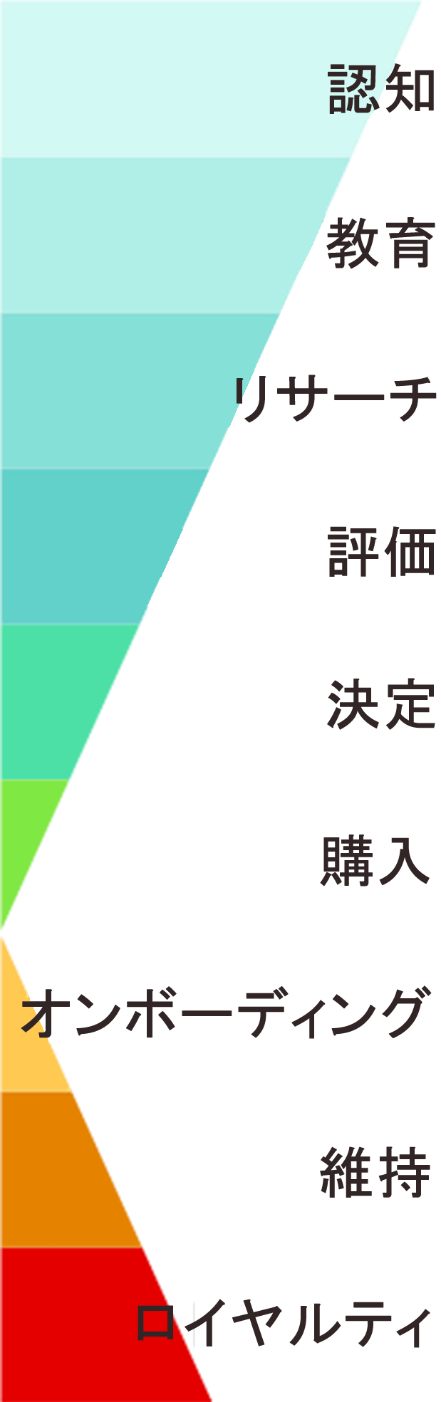 認知
教育
リサーチ
評価
決定
購入
オンボーディング
維持
ロイヤルティ